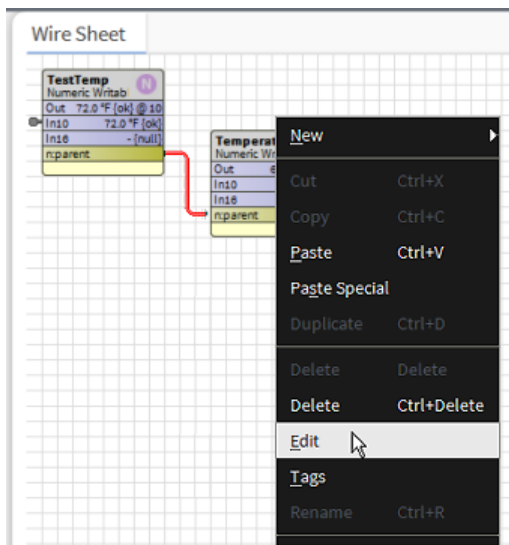 Wire Sheet
TestTemp
Numeric Writabl
N
Out 72.0 °F {ok} @ 10
In10 72.0 °F {ok}
In16 - {null}
n:parent
Temperat
Numeric Wr
Out 6
In10
In16
n:parent
New
Cut Ctrl+X
Copy Ctrl+C
Paste Ctrl+V
Paste Special
Duplicate Ctrl+D
Delete Delete
Delete Ctrl+Delete
Edit
Tags
Rename Ctrl+R